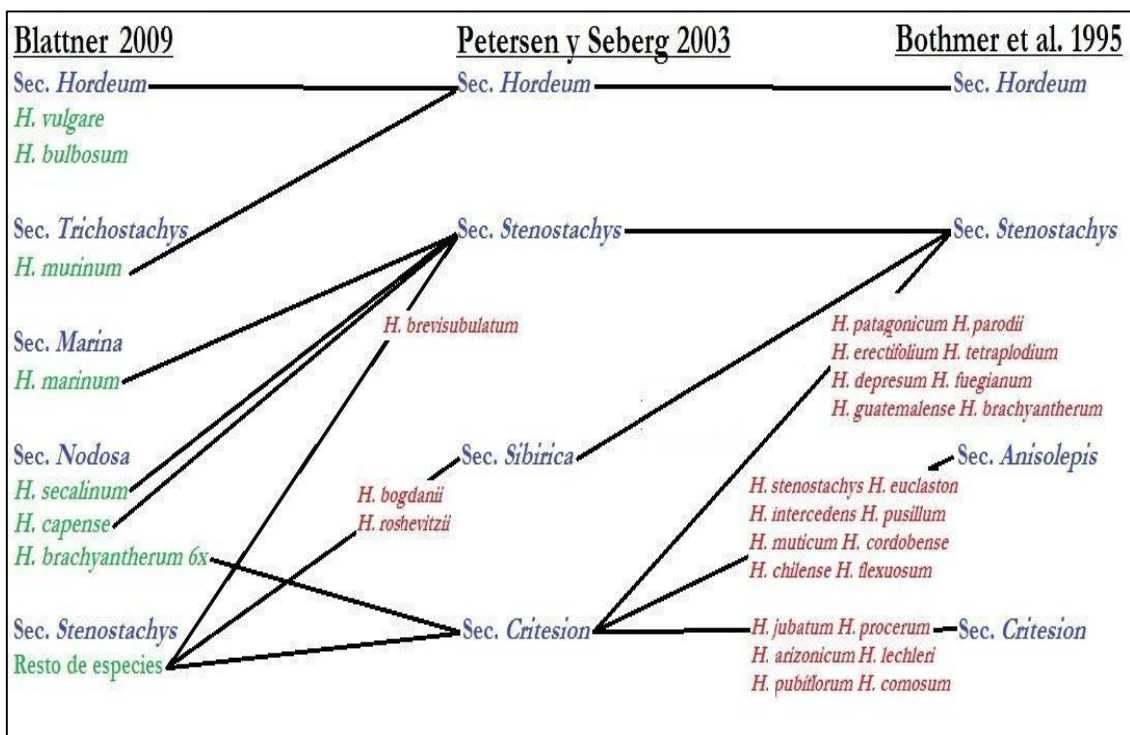 Blattner 2009
Petersen y Seberg 2003
Bothmer et al. 1995
Sec. Hordeum
Sec. Hordeum
Sec. Hordeum
H. vulgare
H. bulbosum
Sec. Trichostachys
Sec. Stenostachys
Sec. Stenostachys
H. murinum
H. brevisubulatum
H. patagonicum H. parodii
H. erectifolium H. tetraplodium
H. depresum H. fuegianum
H. guatemalense H. brachyantherum
Sec. Marina
H. marinum
Sec. Nodosa
Sec. Sibirica
Sec. Anisolepis
H. secalinum
H. capense
H. brachyantherum 6x
H. bogdanii
H. roshevitzii
H. stenostachys H. euclaston
H. intercedens H. pusillum
H. muticum H. cordobense
H. chilense H. flexuosum
Sec. Stenostachys
Sec. Critesion
H. jubatum H. procerum
Sec. Critesion
Resto de especies
H. arizonicum H. lechleri
H. pubiflorum H. comosum